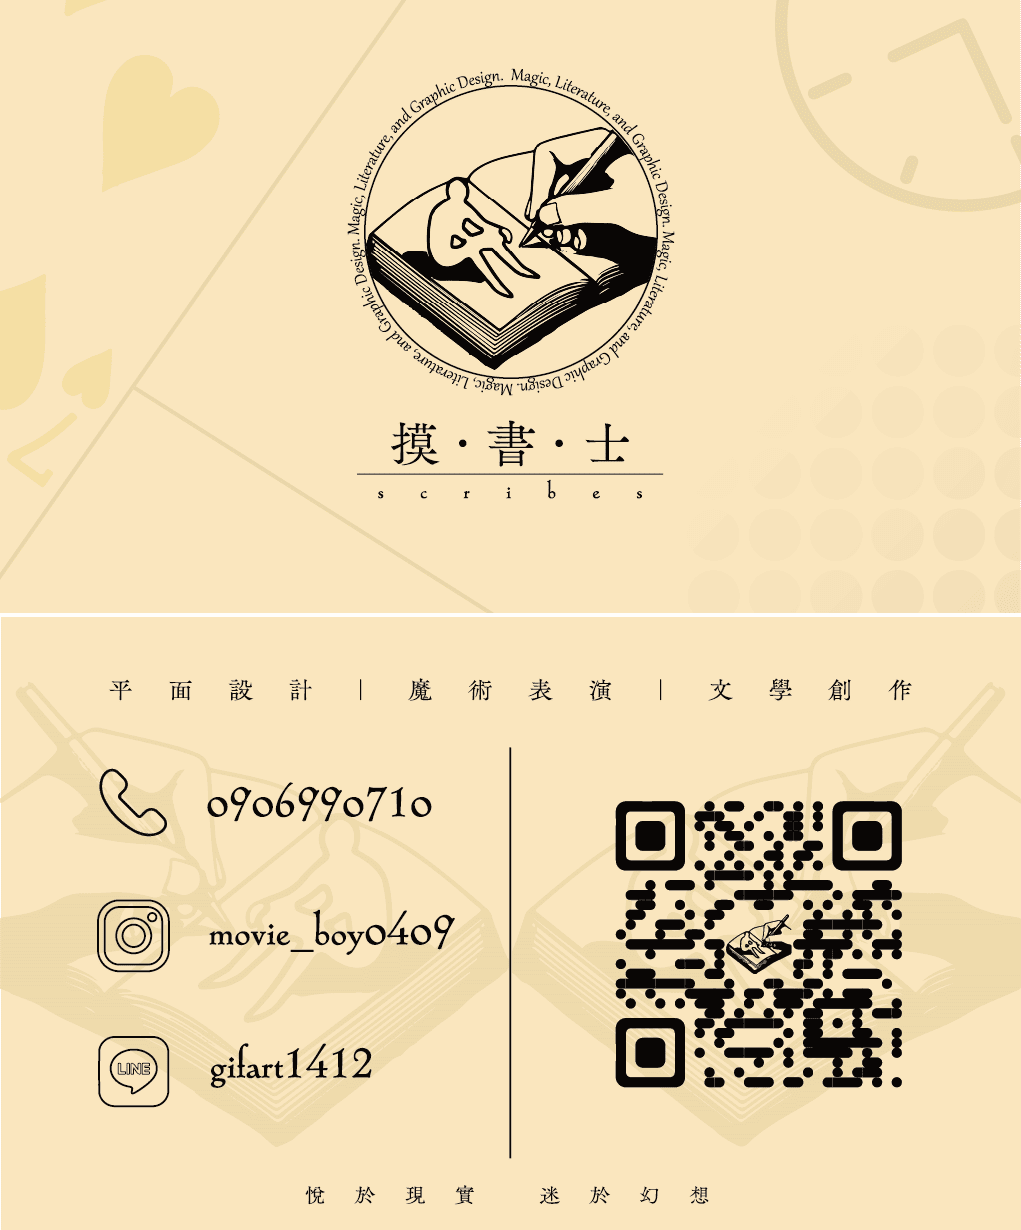 Magic, Literature, and Graphic Design. Magic, Literature, and Graphic Design. Magic, Literature, and Graphic Design. Magic, Literature, and Graphic Design.
摸・書・士
scribes
2
平面設計｜魔術表演｜文學創作
0906990710
movie_boy0409
LINE
gifart1412
悅於現實 迷於幻想